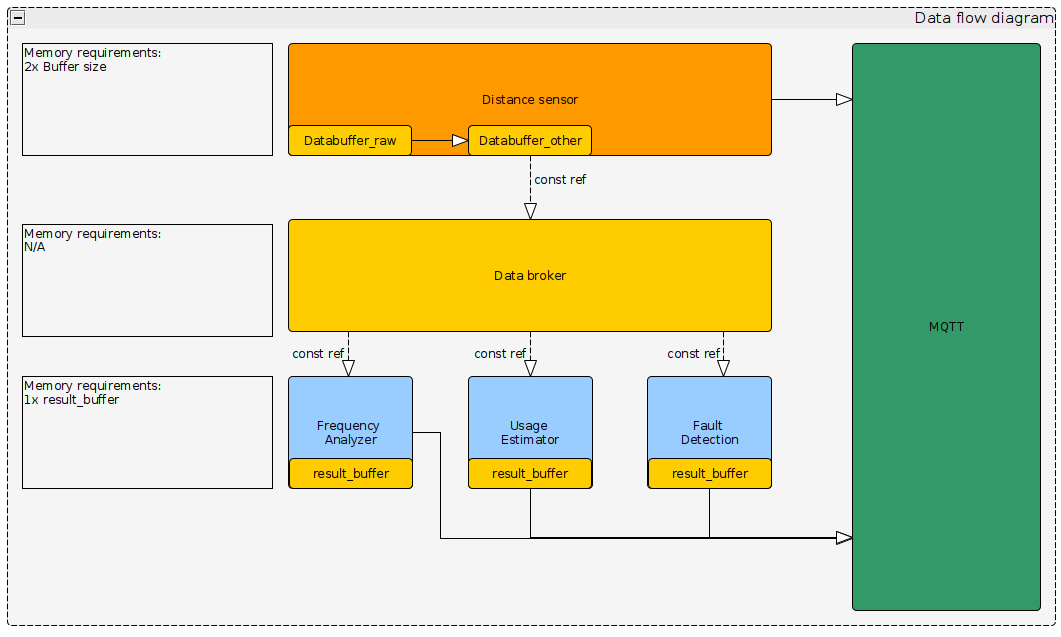 Data flow diagram
Memory requirements:
2x Buffer size
Distance sensor
Databuffer_raw
Databuffer_other
const ref
Memory requirements:
N/A
Data broker
MQTT
const ref
const ref
const ref
Memory requirements:
1x result_buffer
Frequency
Analyzer
result_buffer
Usage
Estimator
result_buffer
Fault
Detection
result_buffer